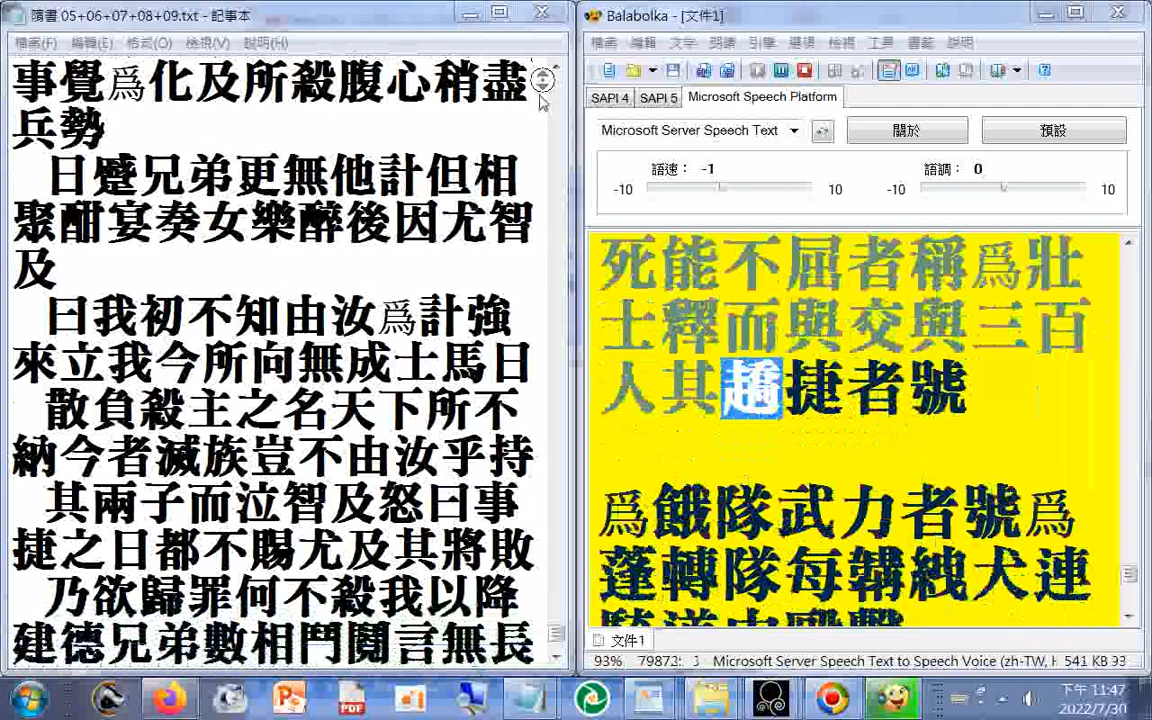 隋書 05+06+07+08+09.txt - 記事本
檔案(F) 編輯(E) 格式(O) 檢視(V) 說明(H)
事覺爲化及所殺腹心稍盡
兵勢
日蹙兄弟更無他計但相
聚酣宴奏女樂醉後因尤智
及
曰我初不知由汝爲計強
來立我今所向無成士馬日
散負殺主之名天下所不
納今者滅族豈不由汝乎持
其兩子而泣智及怒曰事
捷之日都不賜尤及其將敗
乃欲歸罪何不殺我以降
建德兄弟數相鬥鬩言無長
Balabolka - [文件1]
檔案 編輯 文字 朗讀 引擎 選項 檢視 工具 書籤 說明
SAPI 4 SAPI 5 Microsoft Speech Platform
Microsoft Server Speech Text 關於 預設
語速： -1 語調： 0
-10 10 -10 10
死能不屈者稱爲壯
士釋而與交與三百
人其趫捷者號
爲餓隊武力者號爲
蓬轉隊每韝紲犬連
文件1
93% 79872: Microsoft Server Speech Text to Speech Voice (zh-TW, H 541 KB 93
PDF
下午 11:47
2022/7/30